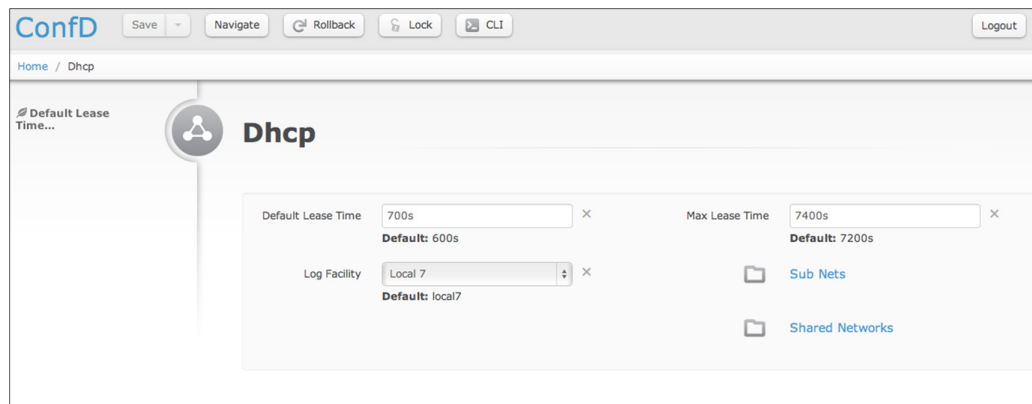 ConfD
Save
Navigate
Rollback
Lock
CLI
Logout
Home / Dhcp
Default Lease
Time...
Dhcp
Default Lease Time
700s
Default: 600s
Max Lease Time
7400s
Default: 7200s
Log Facility
Local 7
Default: local7
Sub Nets
Shared Networks